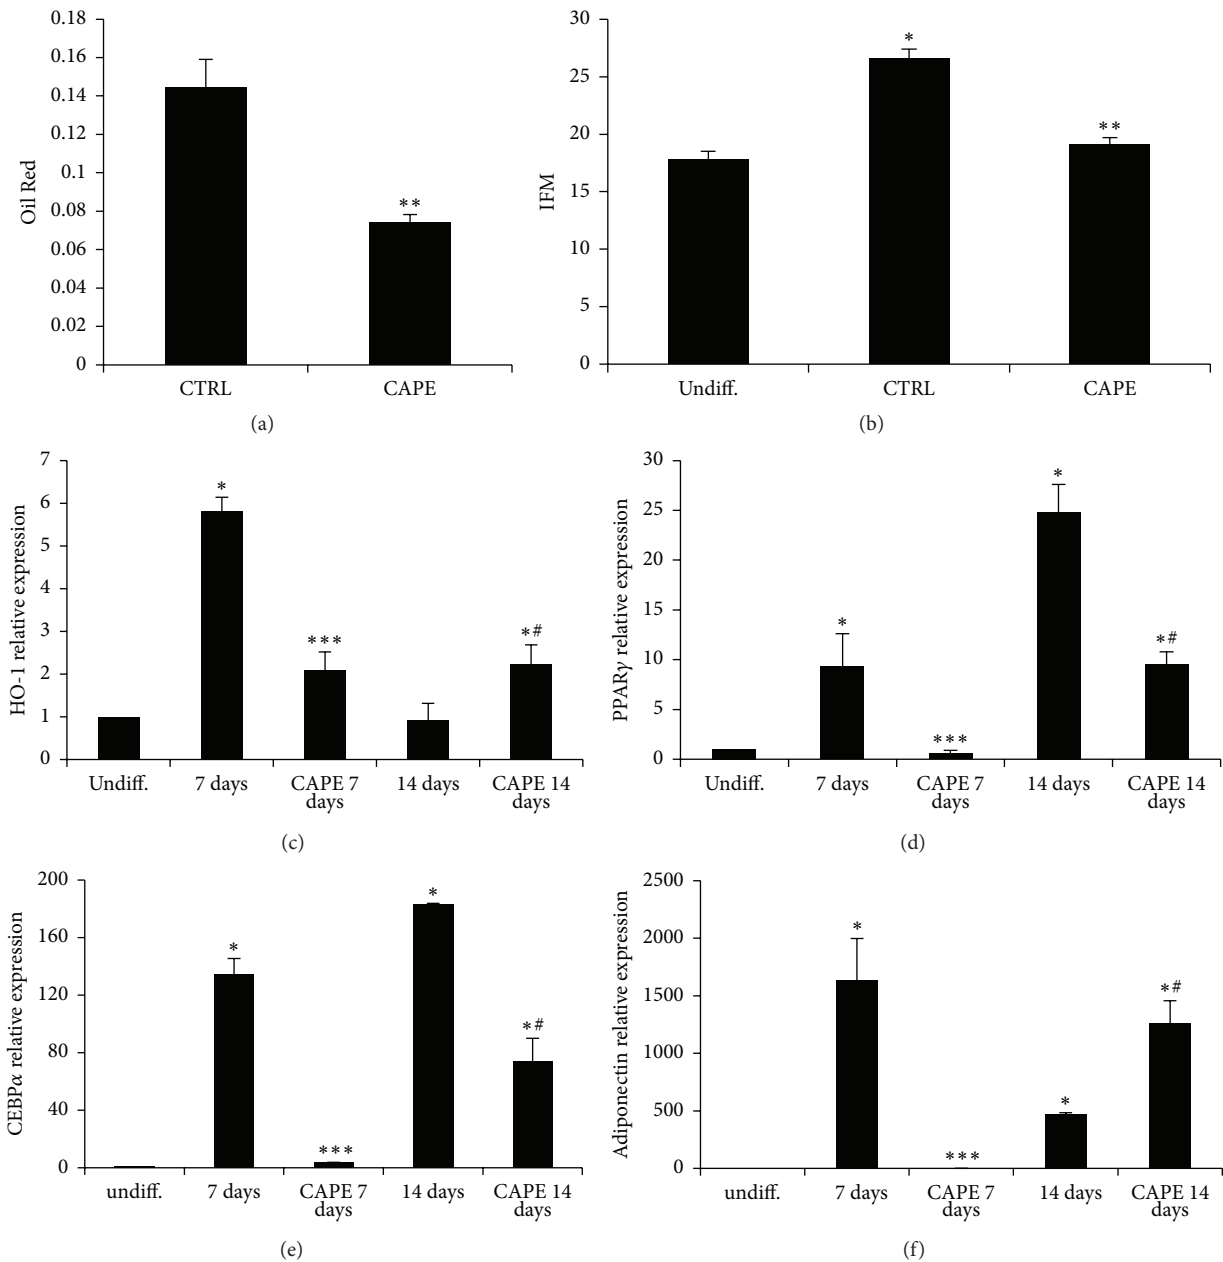 0.18
0.16
0.14
0.12
0.1
0.08
0.06
0.04
0.02
0
Oil Red
**
CTRL CAPE
(a)
30
25
20
15
10
5
0
IFM
*
**
Undiff. CTRL CAPE
(b)
7
6
5
4
3
2
1
0
HO-1 relative expression
*
***
*#
Undiff. 7 days CAPE 7 14 days CAPE 14
days days
(c)
30
25
20
15
10
5
0
PPARγ relative expression
*
***
*
*#
Undiff. 7 days CAPE 7 14 days CAPE 14
days days
(d)
200
160
120
80
40
0
CEBPα relative expression
*
***
*
*#
undiff. 7 days CAPE 7 14 days CAPE 14
days days
(e)
2500
2000
1500
1000
500
0
Adiponectin relative expression
*
***
*
*#
undiff. 7 days CAPE 7 14 days CAPE 14
days days
(f)